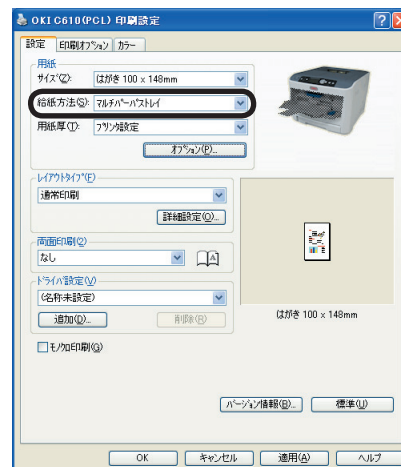 OKI C610(PCL) 印刷設定
設定 印刷ｵﾌﾟｼｮﾝ カラー
用紙
サイズ(Z): はがき 100 x 148mm
給紙方法(S): マルチパーパストレイ
用紙厚(T): プリンタ設定
オプション(P)...
レイアウトタイプ(E)
通常印刷
詳細設定(O)...
両面印刷(2)
なし
A
ドライバ設定(V)
(名称未設定)
追加(D)... 削除(R)
はがき 100 x 148mm
モノクロ印刷(G)
バージョン情報(B)... 標準(U)
OK キャンセル 適用(A) ヘルプ